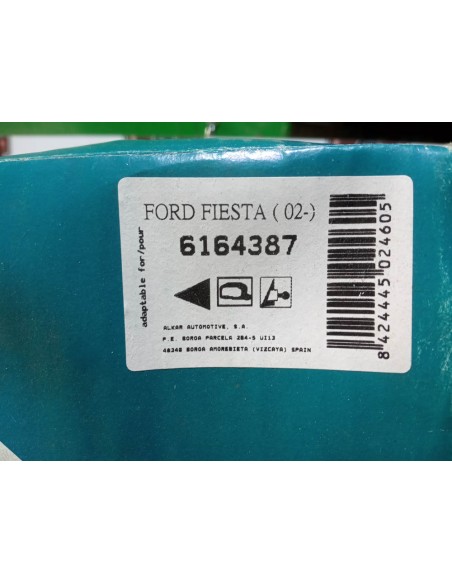 adaptable for/pour
FORD FIESTA ( 02-)
6164387
ALKAR AUTOMOTIVE, S.A.
P.E. BOROA PARCELA 2B4-5 UI13
48340 BOROA AMOREBIETA (VIZCAYA) SPAIN
8 424445 024605